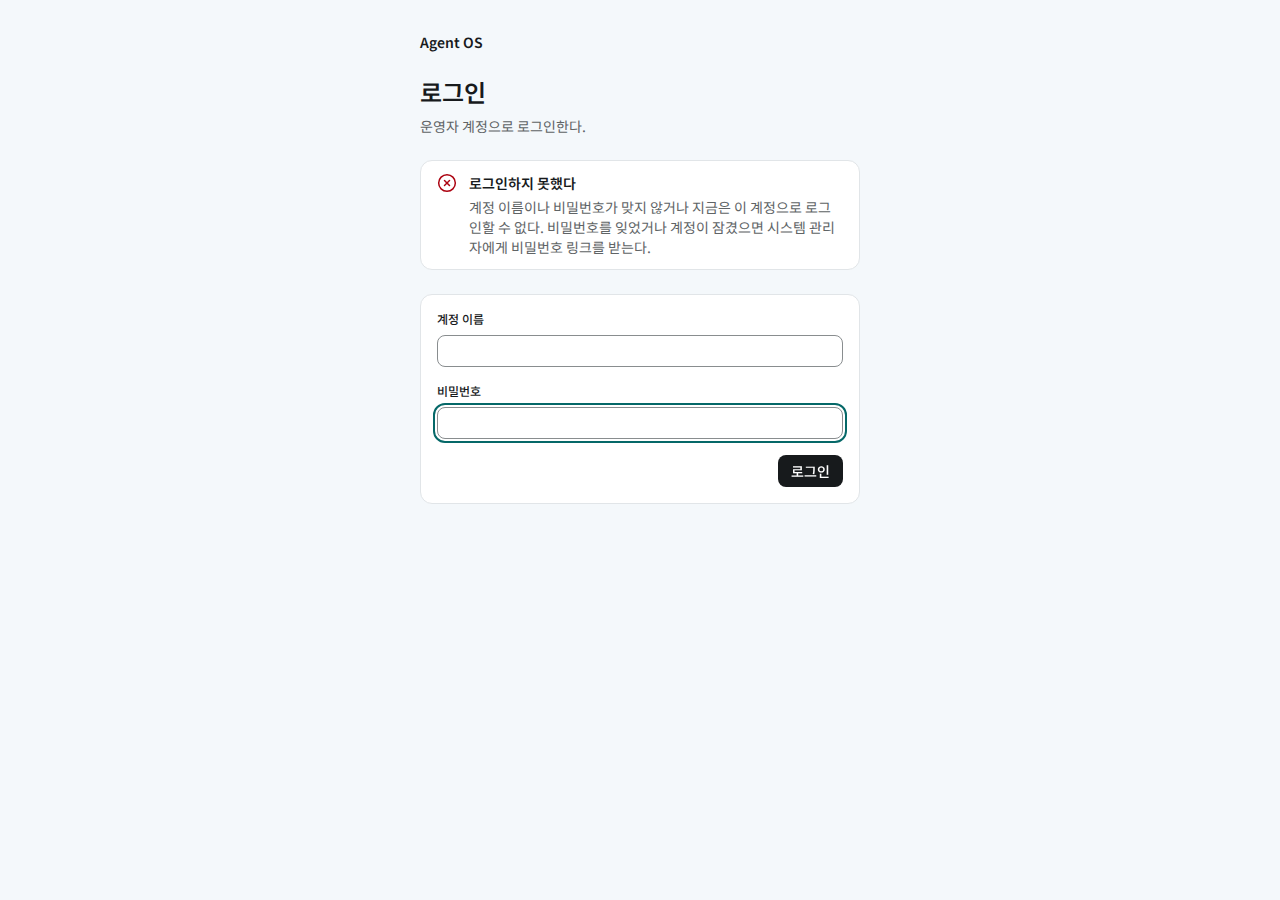 Agent OS
로그인
운영자 계정으로 로그인한다.
로그인하지 못했다
계정 이름이나 비밀번호가 맞지 않거나 지금은 이 계정으로 로그
인할 수 없다. 비밀번호를 잊었거나 계정이 잠겼으면 시스템 관리
자에게 비밀번호 링크를 받는다.
계정 이름
비밀번호
로그인